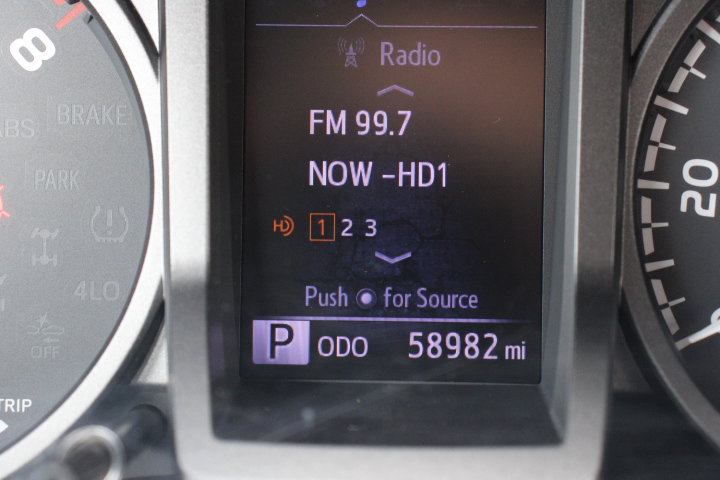 8
ABS
BRAKE
PARK
4LO
OFF
TRIP
Radio
FM 99.7
NOW -HD1
HD 1 2 3
Push for Source
P ODO 58982 mi
20